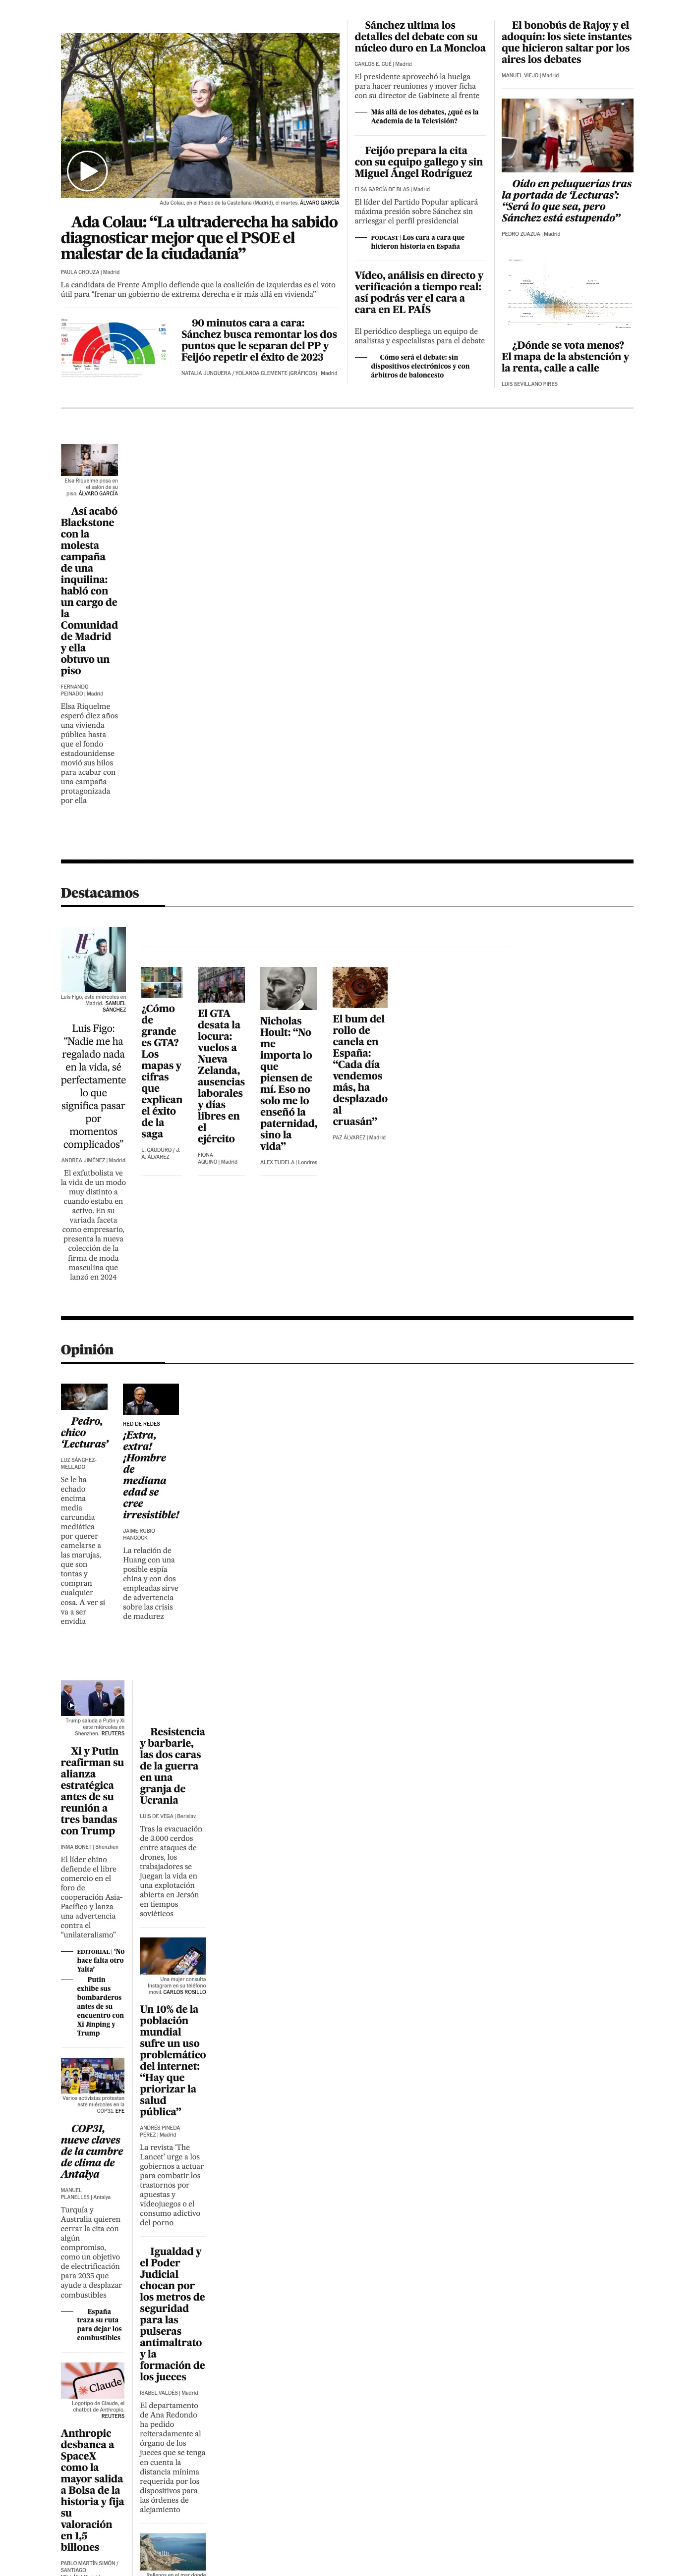 Ada Colau, en el Paseo de la Castellana (Madrid), el martes. ÁLVARO GARCÍA
Ada Colau: “La ultraderecha ha sabido
diagnosticar mejor que el PSOE el
malestar de la ciudadanía”
PAULA CHOUZA | Madrid
La candidata de Frente Amplio defiende que la coalición de izquierdas es el voto
útil para “frenar un gobierno de extrema derecha e ir más allá en vivienda”
90 minutos cara a cara:
Sánchez busca remontar los dos
puntos que le separan del PP y
Feijóo repetir el éxito de 2023
NATALIA JUNQUERA / YOLANDA CLEMENTE (GRÁFICOS) | Madrid
Sánchez ultima los
detalles del debate con su
núcleo duro en La Moncloa
CARLOS E. CUÉ | Madrid
El presidente aprovechó la huelga
para hacer reuniones y mover ficha
con su director de Gabinete al frente
Más allá de los debates, ¿qué es la
Academia de la Televisión?
Feijóo prepara la cita
con su equipo gallego y sin
Miguel Ángel Rodríguez
ELSA GARCÍA DE BLAS | Madrid
El líder del Partido Popular aplicará
máxima presión sobre Sánchez sin
arriesgar el perfil presidencial
PODCAST | Los cara a cara que
hicieron historia en España
Vídeo, análisis en directo y
verificación a tiempo real:
así podrás ver el cara a
cara en EL PAÍS
El periódico despliega un equipo de
analistas y especialistas para el debate
Cómo será el debate: sin
dispositivos electrónicos y con
árbitros de baloncesto
El bonobús de Rajoy y el
adoquín: los siete instantes
que hicieron saltar por los
aires los debates
MANUEL VIEJO | Madrid
Oído en peluquerías tras
la portada de ‘Lecturas’:
“Será lo que sea, pero
Sánchez está estupendo”
PEDRO ZUAZUA | Madrid
¿Dónde se vota menos?
El mapa de la abstención y
la renta, calle a calle
LUIS SEVILLANO PIRES
Elsa Riquelme posa en
el salón de su
piso. ÁLVARO GARCÍA
Así acabó
Blackstone
con la
molesta
campaña
de una
inquilina:
habló con
un cargo de
la
Comunidad
de Madrid
y ella
obtuvo un
piso
FERNANDO
PEINADO | Madrid
Elsa Riquelme
esperó diez años
una vivienda
pública hasta
que el fondo
estadounidense
movió sus hilos
para acabar con
una campaña
protagonizada
por ella
Destacamos
Luis Figo, este miércoles en
Madrid. SAMUEL
SÁNCHEZ
Luis Figo:
“Nadie me ha
regalado nada
en la vida, sé
perfectamente
lo que
significa pasar
por
momentos
complicados”
ANDREA JIMÉNEZ | Madrid
El exfutbolista ve
la vida de un modo
muy distinto a
cuando estaba en
activo. En su
variada faceta
como empresario,
presenta la nueva
colección de la
firma de moda
masculina que
lanzó en 2024
¿Cómo
de
grande
es GTA?
Los
mapas y
cifras
que
explican
el éxito
de la
saga
L. CAUDURO / J.
A. ÁLVAREZ
El GTA
desata la
locura:
vuelos a
Nueva
Zelanda,
ausencias
laborales
y días
libres en
el
ejército
FIONA
AQUINO | Madrid
Nicholas
Hoult: “No
me
importa lo
que
piensen de
mí. Eso no
solo me lo
enseñó la
paternidad,
sino la
vida”
ALEX TUDELA | Londres
El bum del
rollo de
canela en
España:
“Cada día
vendemos
más, ha
desplazado
al
cruasán”
PAZ ÁLVAREZ | Madrid
Opinión
Pedro,
chico
‘Lecturas’
LUZ SÁNCHEZ-
MELLADO
Se le ha
echado
encima
media
carcundia
mediática
por querer
camelarse a
las marujas,
que son
tontas y
compran
cualquier
cosa. A ver si
va a ser
envidia
RED DE REDES
¡Extra,
extra!
¡Hombre
de
mediana
edad se
cree
irresistible!
JAIME RUBIO
HANCOCK
La relación de
Huang con una
posible espía
china y con dos
empleadas sirve
de advertencia
sobre las crisis
de madurez
Trump saluda a Putin y Xi
este miércoles en
Shenzhen. REUTERS
Xi y Putin
reafirman su
alianza
estratégica
antes de su
reunión a
tres bandas
con Trump
INMA BONET | Shenzhen
El líder chino
defiende el libre
comercio en el
foro de
cooperación Asia-
Pacífico y lanza
una advertencia
contra el
“unilateralismo”
EDITORIAL | ‘No
hace falta otro
Yalta’
Putin
exhibe sus
bombarderos
antes de su
encuentro con
Xi Jinping y
Trump
Varios activistas protestan
este miércoles en la
COP31. EFE
COP31,
nueve claves
de la cumbre
de clima de
Antalya
MANUEL
PLANELLES | Antalya
Turquía y
Australia quieren
cerrar la cita con
algún
compromiso,
como un objetivo
de electrificación
para 2035 que
ayude a desplazar
combustibles
España
traza su ruta
para dejar los
combustibles
Claude
Logotipo de Claude, el
chatbot de Anthropic.
REUTERS
Anthropic
desbanca a
SpaceX
como la
mayor salida
a Bolsa de la
historia y fija
su
valoración
en 1,5
billones
PABLO MARTÍN SIMÓN /
SANTIAGO
Resistencia
y barbarie,
las dos caras
de la guerra
en una
granja de
Ucrania
LUIS DE VEGA | Berislav
Tras la evacuación
de 3.000 cerdos
entre ataques de
drones, los
trabajadores se
juegan la vida en
una explotación
abierta en Jersón
en tiempos
soviéticos
Una mujer consulta
Instagram en su teléfono
móvil. CARLOS ROSILLO
Un 10% de la
población
mundial
sufre un uso
problemático
del internet:
“Hay que
priorizar la
salud
pública”
ANDRÉS PINEDA
PÉREZ | Madrid
La revista ‘The
Lancet’ urge a los
gobiernos a actuar
para combatir los
trastornos por
apuestas y
videojuegos o el
consumo adictivo
del porno
Igualdad y
el Poder
Judicial
chocan por
los metros de
seguridad
para las
pulseras
antimaltrato
y la
formación de
los jueces
ISABEL VALDÉS | Madrid
El departamento
de Ana Redondo
ha pedido
reiteradamente al
órgano de los
jueces que se tenga
en cuenta la
distancia mínima
requerida por los
dispositivos para
las órdenes de
alejamiento